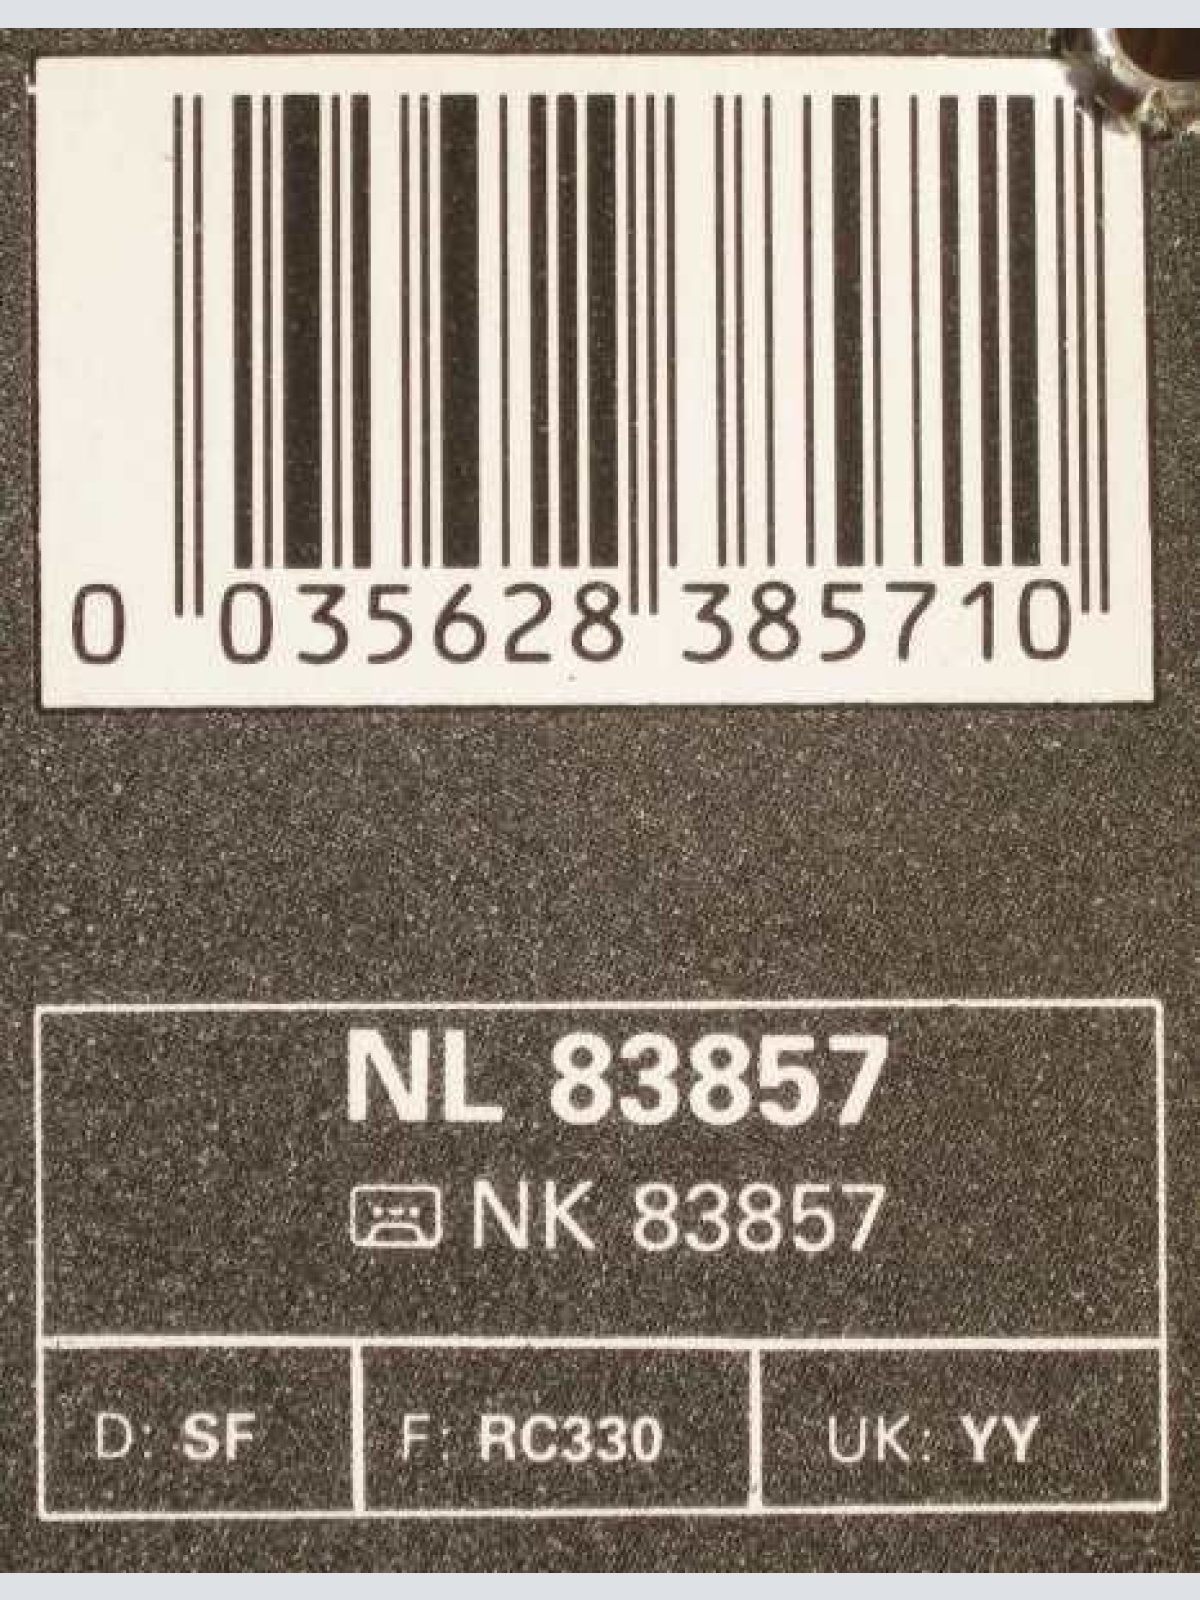 0 035628 385710
NL 83857
NK 83857
D: SF
F: RC330
UK: YY